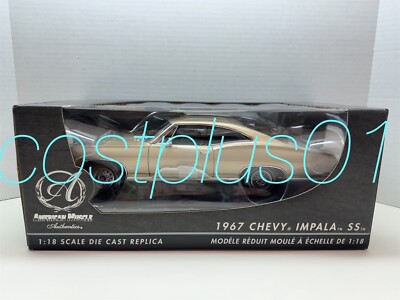 costplus01
A
AMERICAN MUSCLE
Authentics
1967 CHEVY® IMPALA™ SS™
1:18 SCALE DIE CAST REPLICA
MODÈLE RÉDUIT MOULÉ À ÉCHELLE DE 1:18